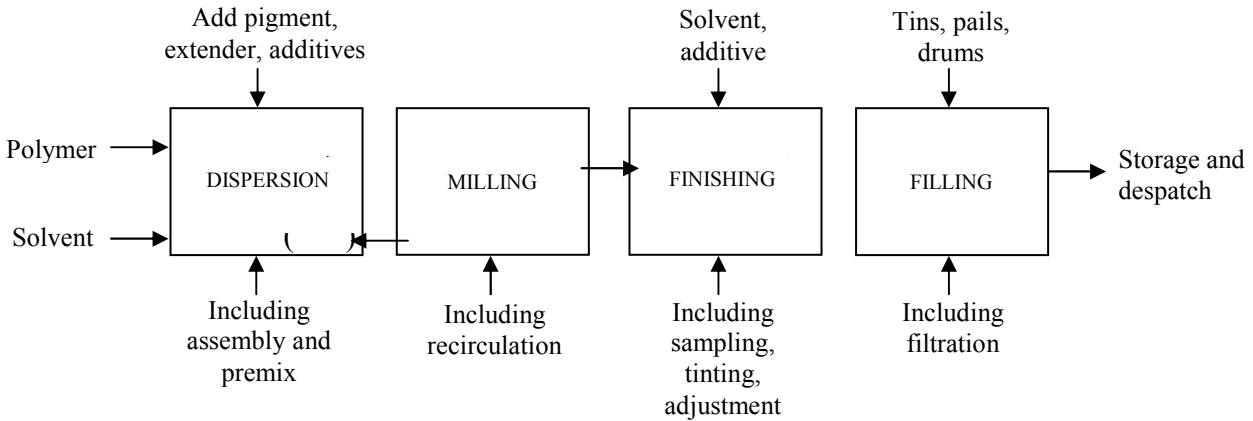 Add pigment,
extender, additives
Solvent,
additive
Tins, pails,
drums
Polymer
Solvent
DISPERSION
MILLING
FINISHING
FILLING
Storage and
despatch
Including
assembly and
premix
Including
recirculation
Including
sampling,
tinting,
adjustment
Including
filtration